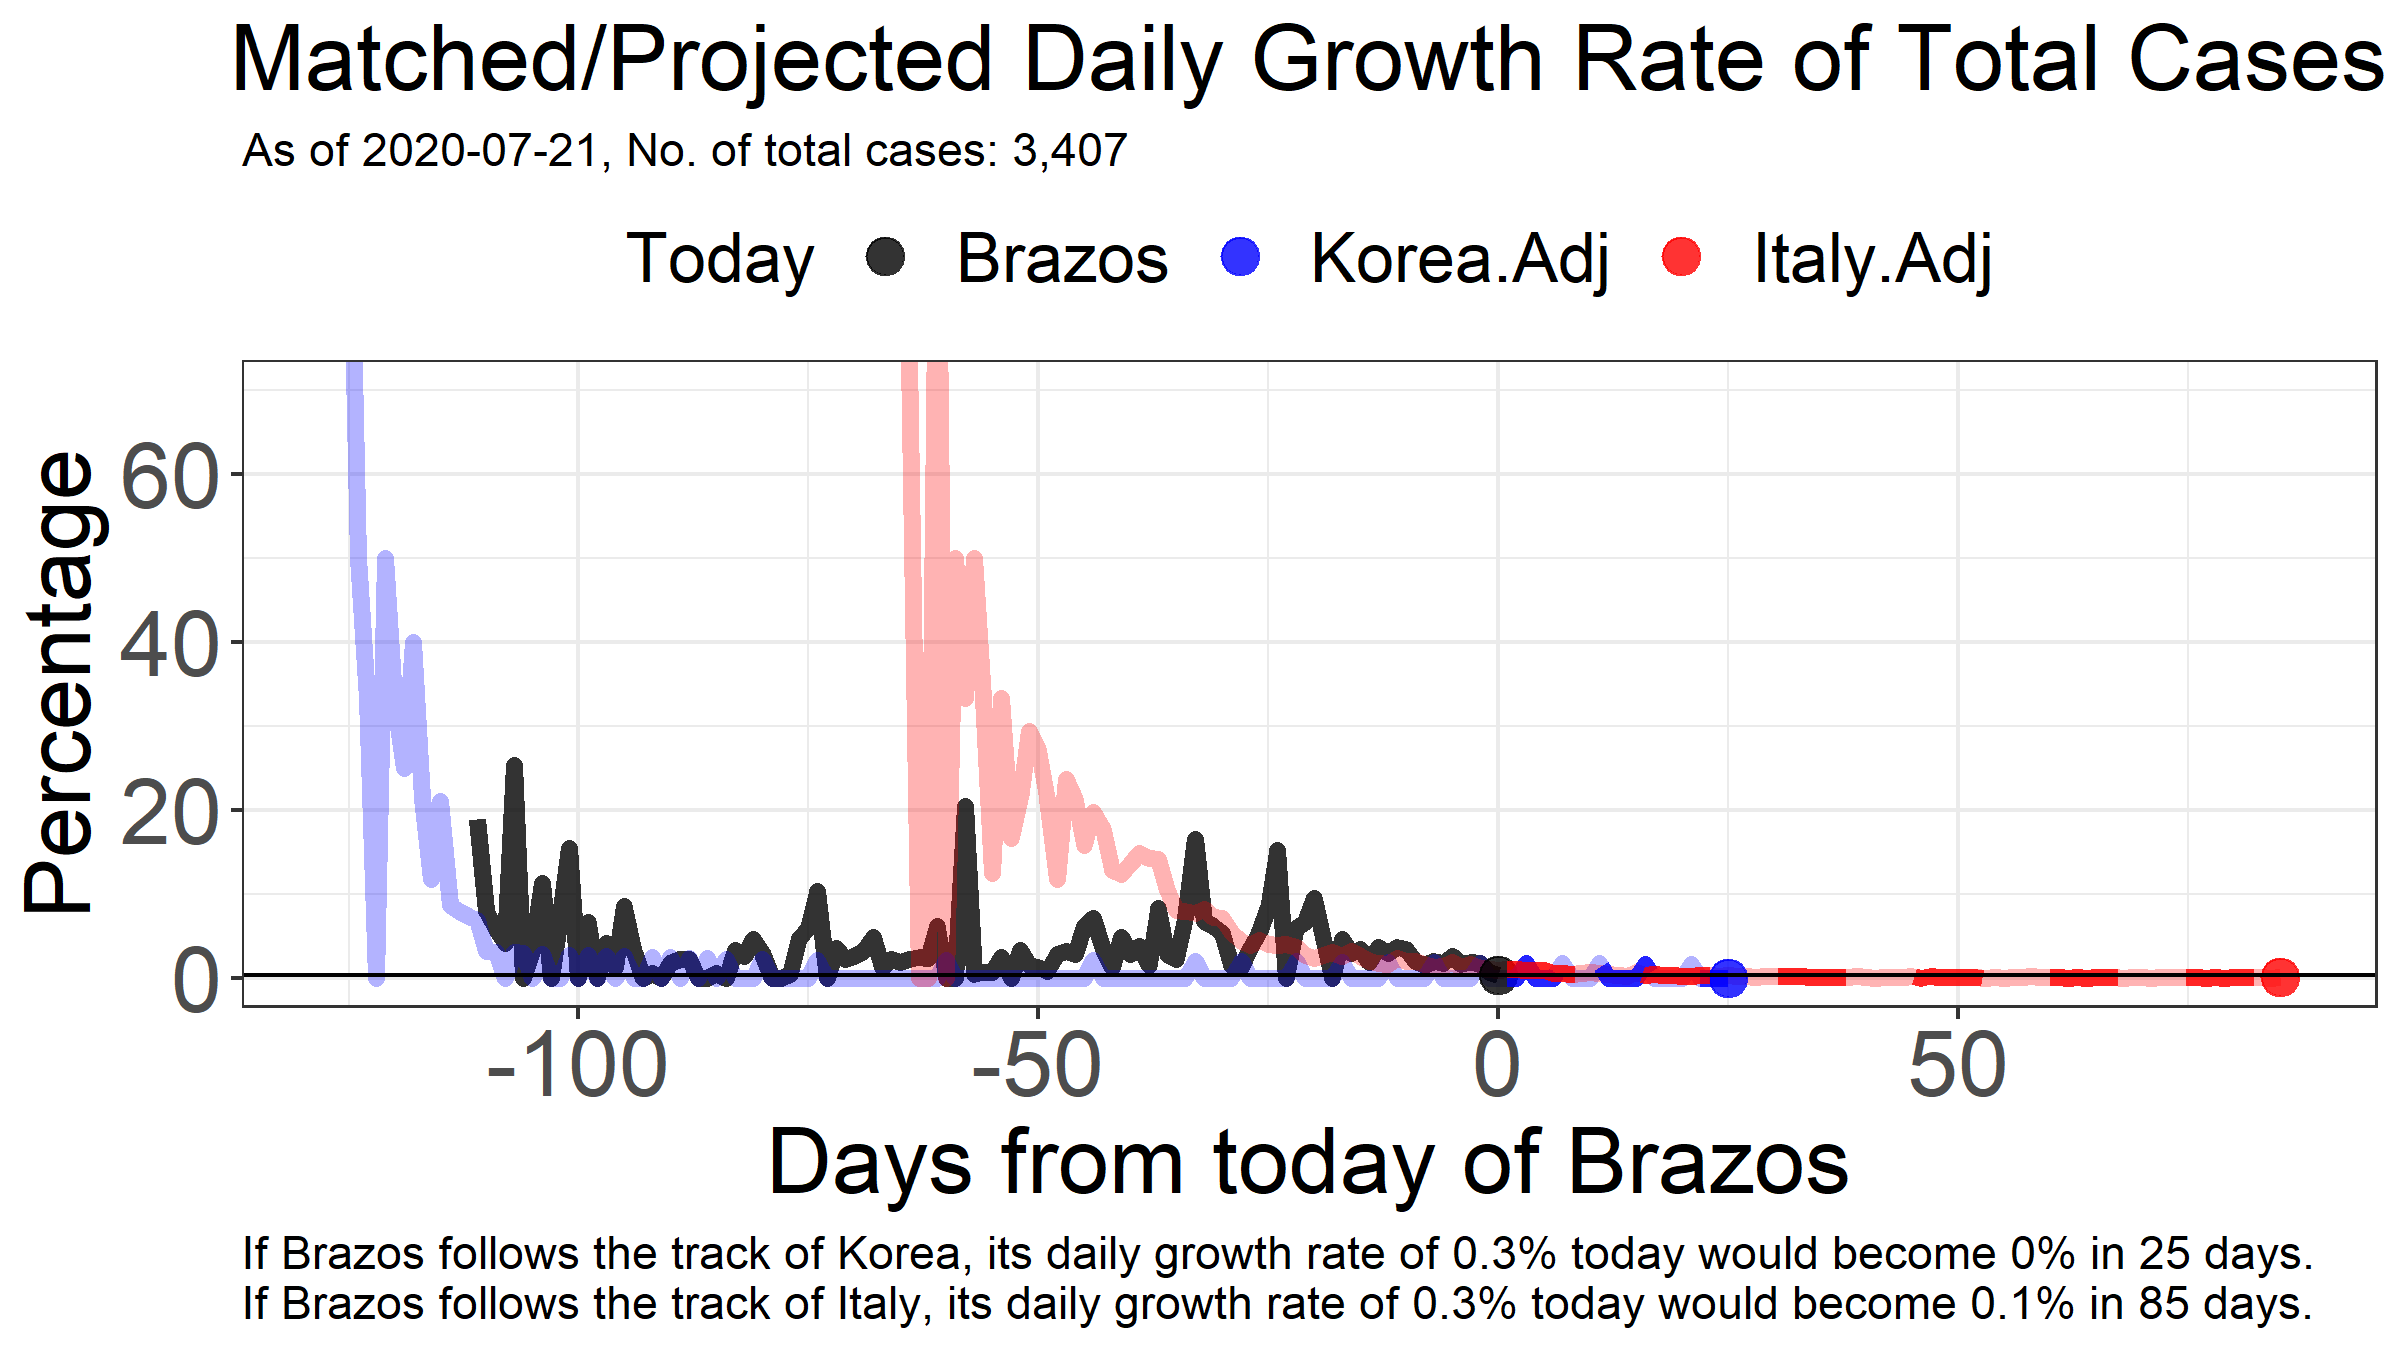 Matched/Projected Daily Growth Rate of Total Cases
As of 2020-07-21, No. of total cases: 3,407
Today Brazos Korea.Adj Italy.Adj
Percentage
60
40
20
0
-100 -50 0 50
Days from today of Brazos
If Brazos follows the track of Korea, its daily growth rate of 0.3% today would become 0% in 25 days.
If Brazos follows the track of Italy, its daily growth rate of 0.3% today would become 0.1% in 85 days.